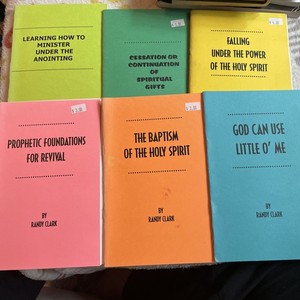 LEARNING HOW TO
MINISTER
UNDER THE
ANOINTING
CESSATION OR
CONTINUATION
OF
SPIRITUAL
GIFTS
FALLING
UNDER THE POWER
OF THE HOLY SPIRIT
PROPHETIC FOUNDATIONS
FOR REVIVAL
BY
RANDY CLARK
THE BAPTISM
OF THE HOLY SPIRIT
BY
RANDY CLARK
GOD CAN USE
LITTLE O' ME
BY
RANDY CLARK